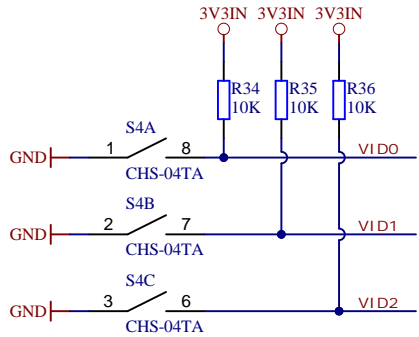 3V3IN 3V3IN 3V3IN
R34 R35 R36
10K 10K 10K
S4A
1 8 VID0
GND
CHS-04TA
S4B
2 7 VID1
GND
CHS-04TA
S4C
3 6 VID2
GND
CHS-04TA